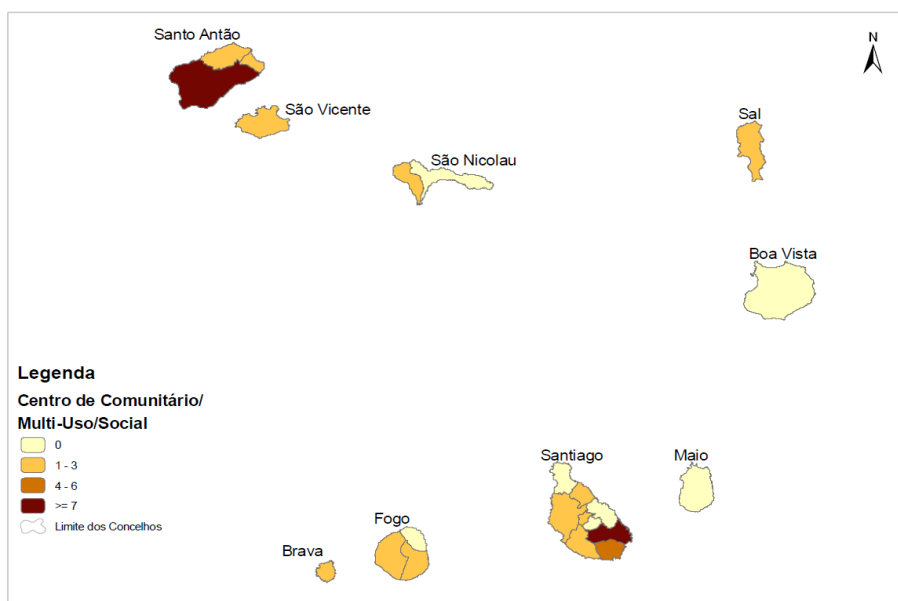 Santo Antão
N
São Vicente
Sal
São Nicolau
Boa Vista
Legenda
Centro de Comunitário/
Multi-Uso/Social
0
1 - 3
4 - 6
>= 7
Limite dos Concelhos
Santiago
Maio
Fogo
Brava